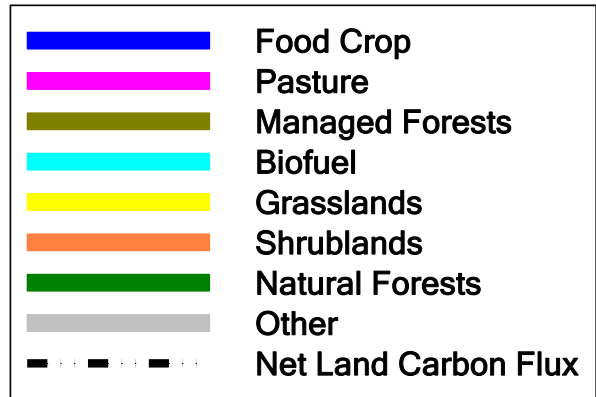 Food Crop
Pasture
Managed Forests
Biofuel
Grasslands
Shrublands
Natural Forests
Other
Net Land Carbon Flux